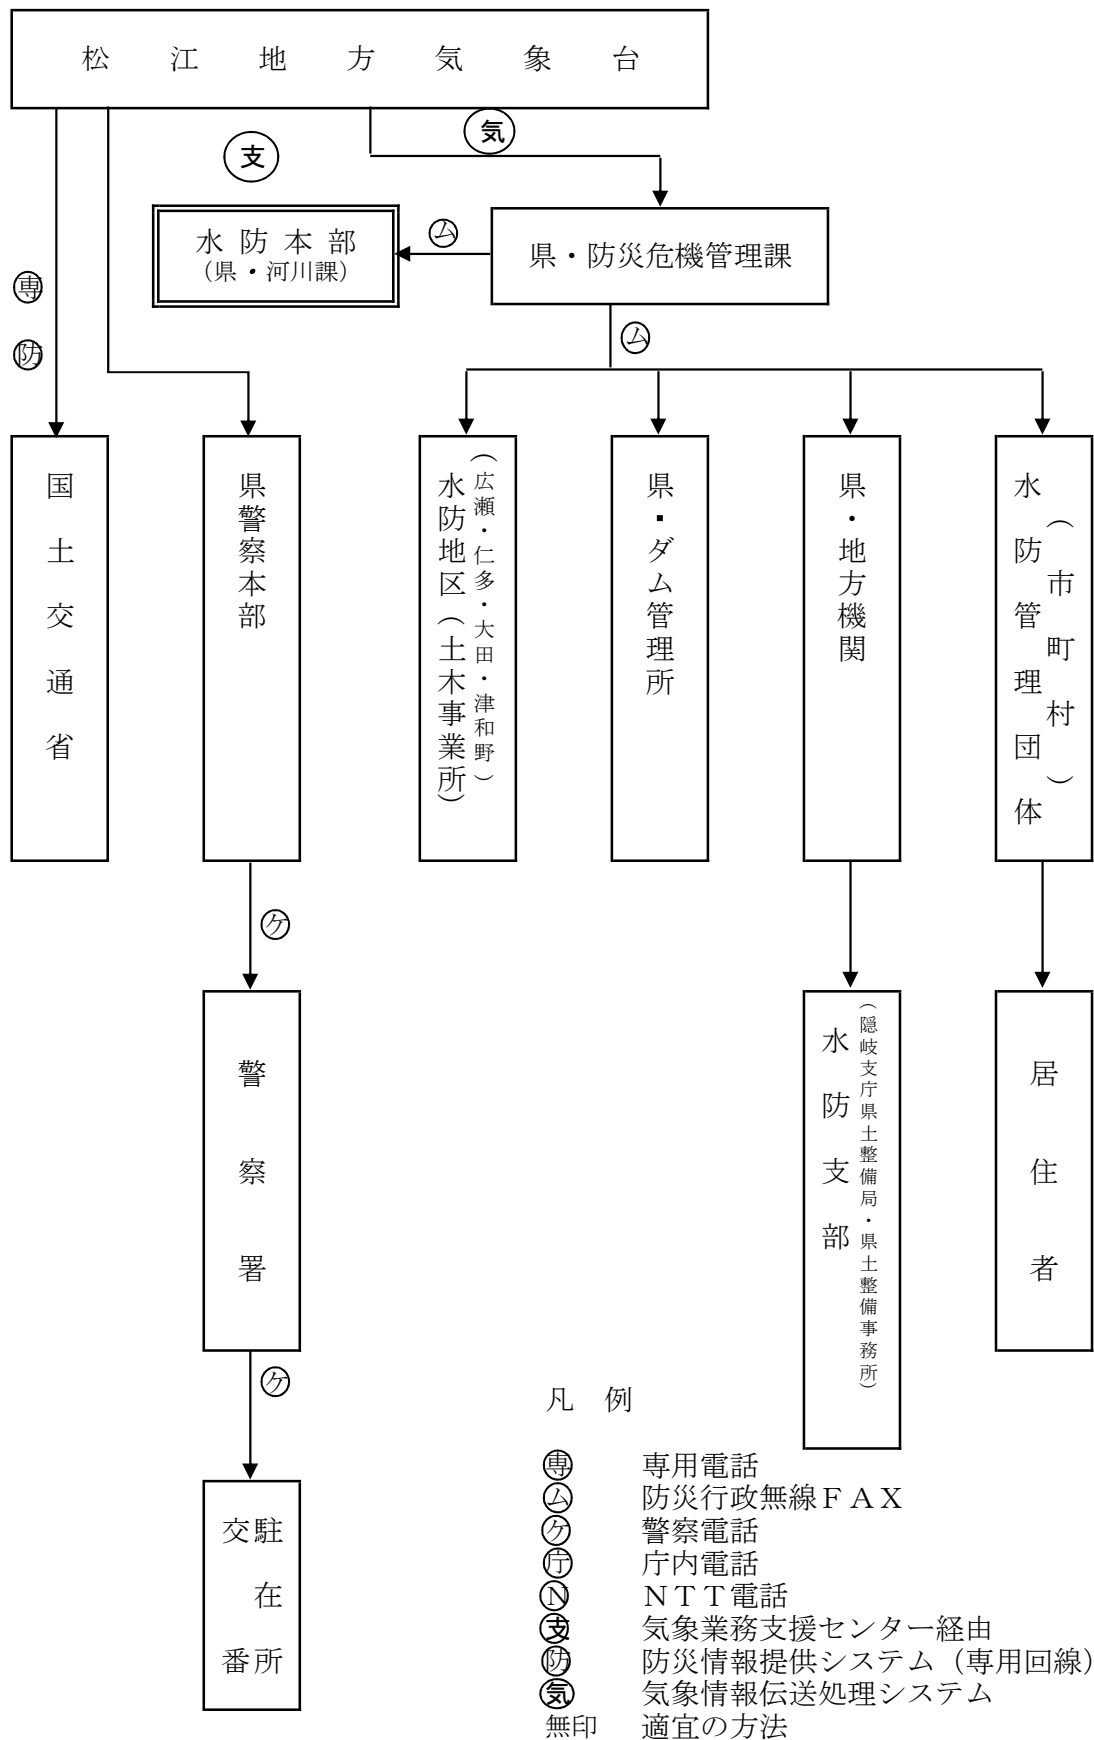 松江地方気象台
気
支
水防本部
（県・河川課）
ム
県・防災危機管理課
専
防
ム
国土交通省
県警察本部
水防地区（土木事業所）
（広瀬・仁多・大田・津和野）
県・ダム管理所
県・地方機関
水防管理団体
（市町村）
ケ
警察署
水防支部
（隠岐支庁県土整備局・県土整備事務所）
居住者
ケ
交番
駐在所
凡例
専 専用電話
ム 防災行政無線ＦＡＸ
ケ 警察電話
庁 庁内電話
Ｎ ＮＴＴ電話
支 気象業務支援センター経由
防 防災情報提供システム（専用回線）
気 気象情報伝送処理システム
無印 適宜の方法